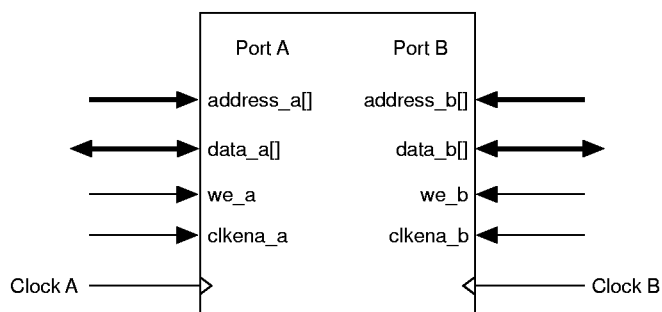 Port A Port B
address_a[] address_b[]
data_a[] data_b[]
we_a we_b
clkena_a clkena_b
Clock A Clock B